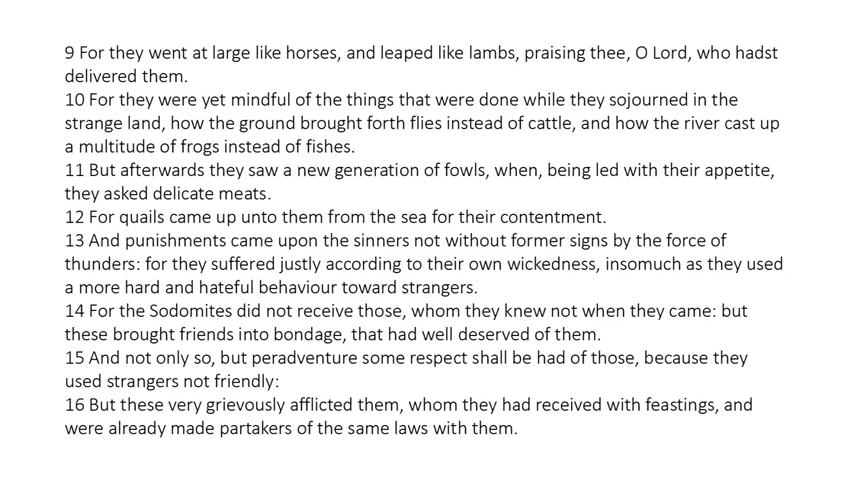 9 For they went at large like horses, and leaped like lambs, praising thee, O Lord, who hadst
delivered them.
10 For they were yet mindful of the things that were done while they sojourned in the
strange land, how the ground brought forth flies instead of cattle, and how the river cast up
a multitude of frogs instead of fishes.
11 But afterwards they saw a new generation of fowls, when, being led with their appetite,
they asked delicate meats.
12 For quails came up unto them from the sea for their contentment.
13 And punishments came upon the sinners not without former signs by the force of
thunders: for they suffered justly according to their own wickedness, insomuch as they used
a more hard and hateful behaviour toward strangers.
14 For the Sodomites did not receive those, whom they knew not when they came: but
these brought friends into bondage, that had well deserved of them.
15 And not only so, but peradventure some respect shall be had of those, because they
used strangers not friendly:
16 But these very grievously afflicted them, whom they had received with feastings, and
were already made partakers of the same laws with them.